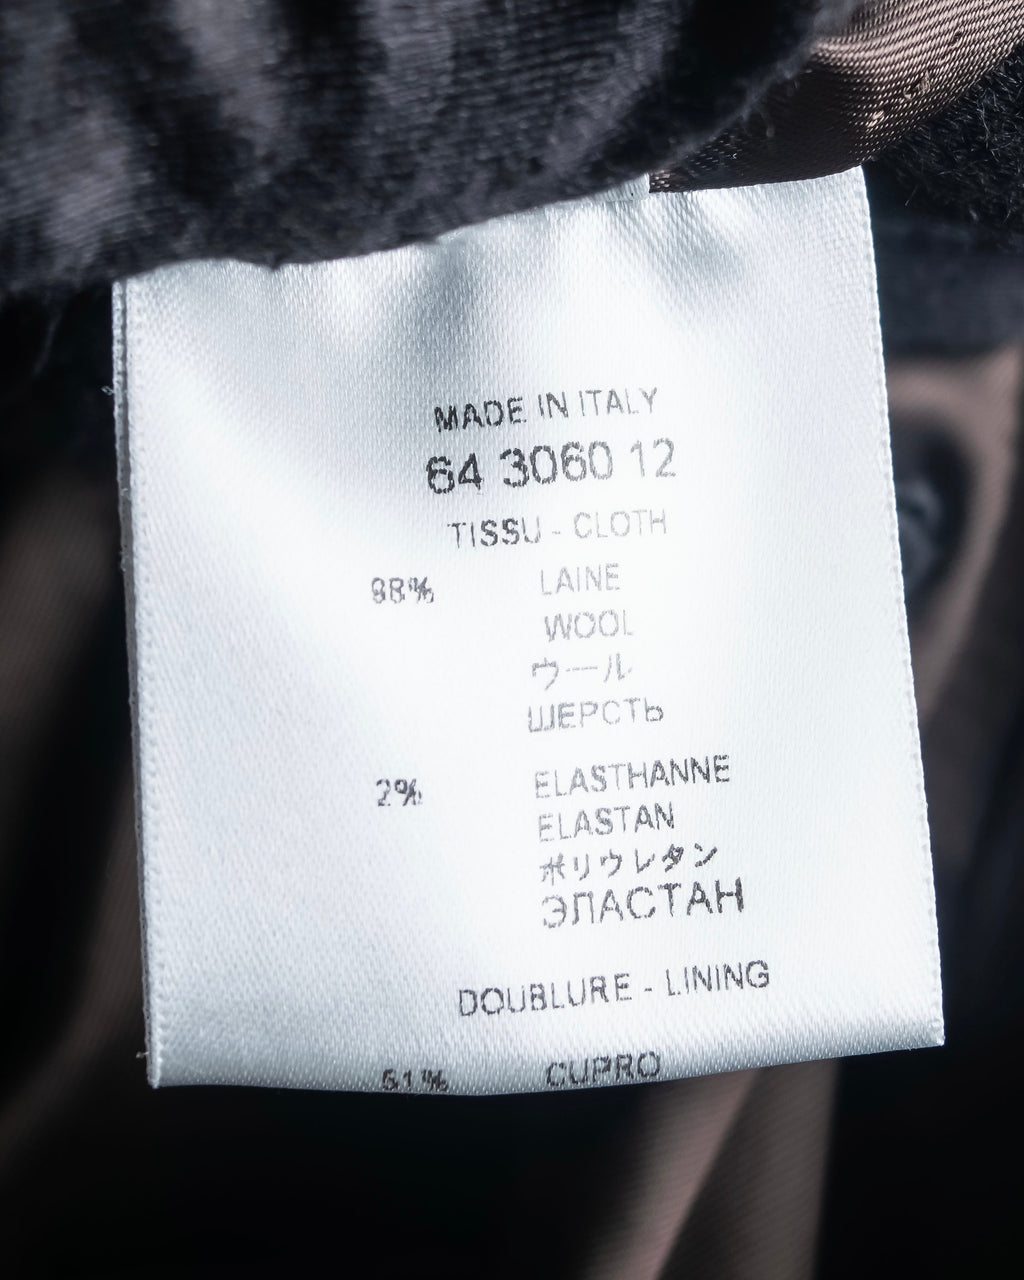 MADE IN ITALY
64 3060 12
TISSU - CLOTH
98% LAINE
WOOL
ウール
ШЕРСТЬ
2% ELASTHANNE
ELASTAN
ポリウレタン
ЭЛАСТАН
DOUBLURE - LINING
51% CUPRO